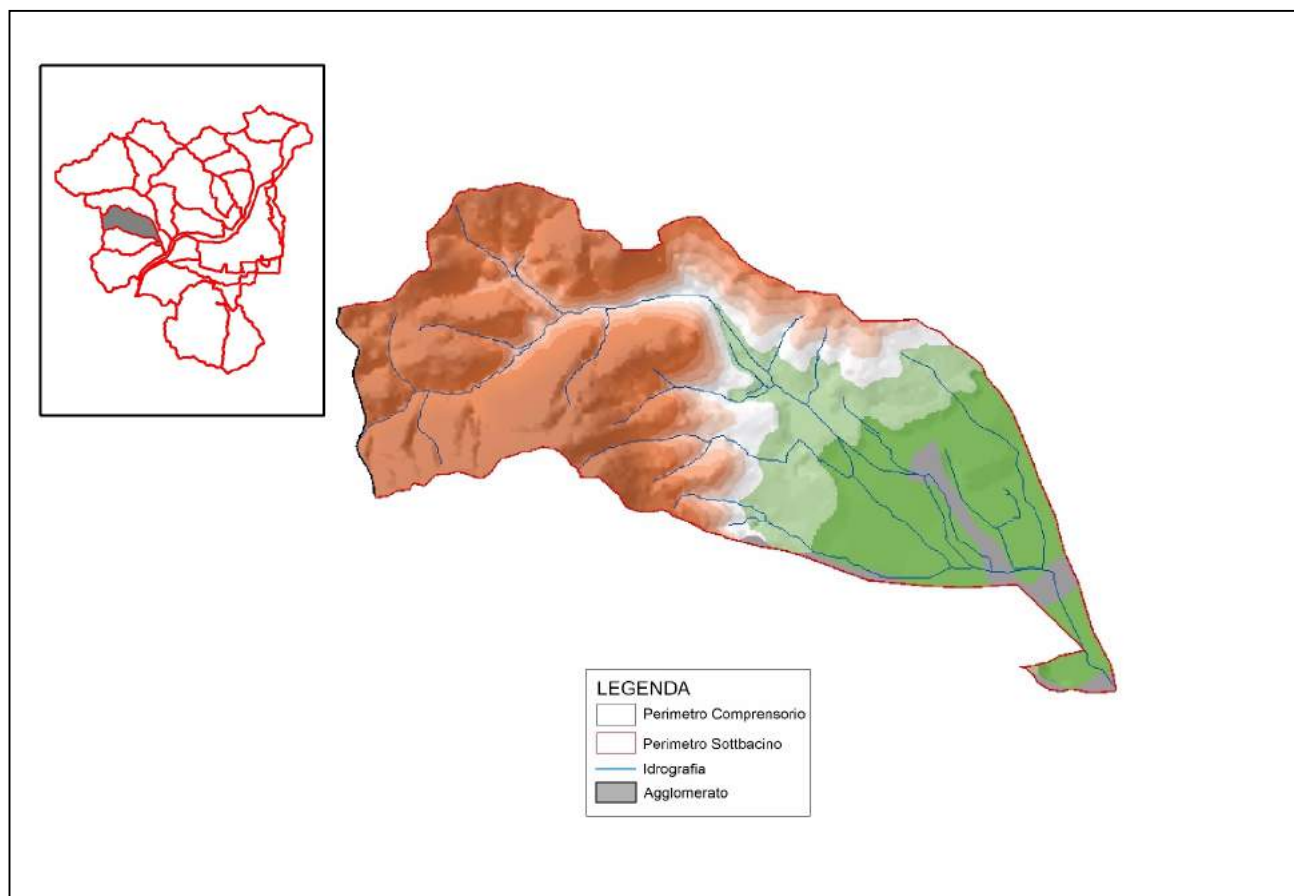 LEGENDA
Perimetro Comprensorio
Perimetro Sottbacino
Idrografia
Agglomerato